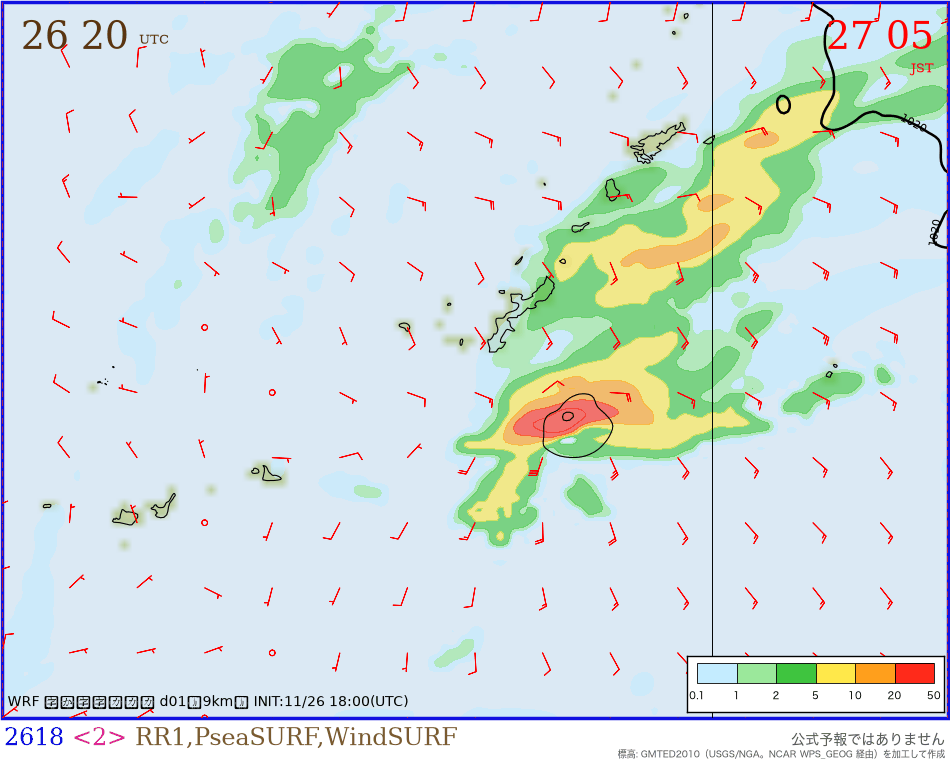 26 20 UTC
27 05
JST
1020
1020
0.1 1 2 5 10 20 50
WRF d01 9km INIT:11/26 18:00(UTC)
2618 <2> RR1,PseaSURF,WindSURF
公式予報ではありません
標高: GMTED2010（USGS/NGA。NCAR WPS_GEOG 経由）を加工して作成